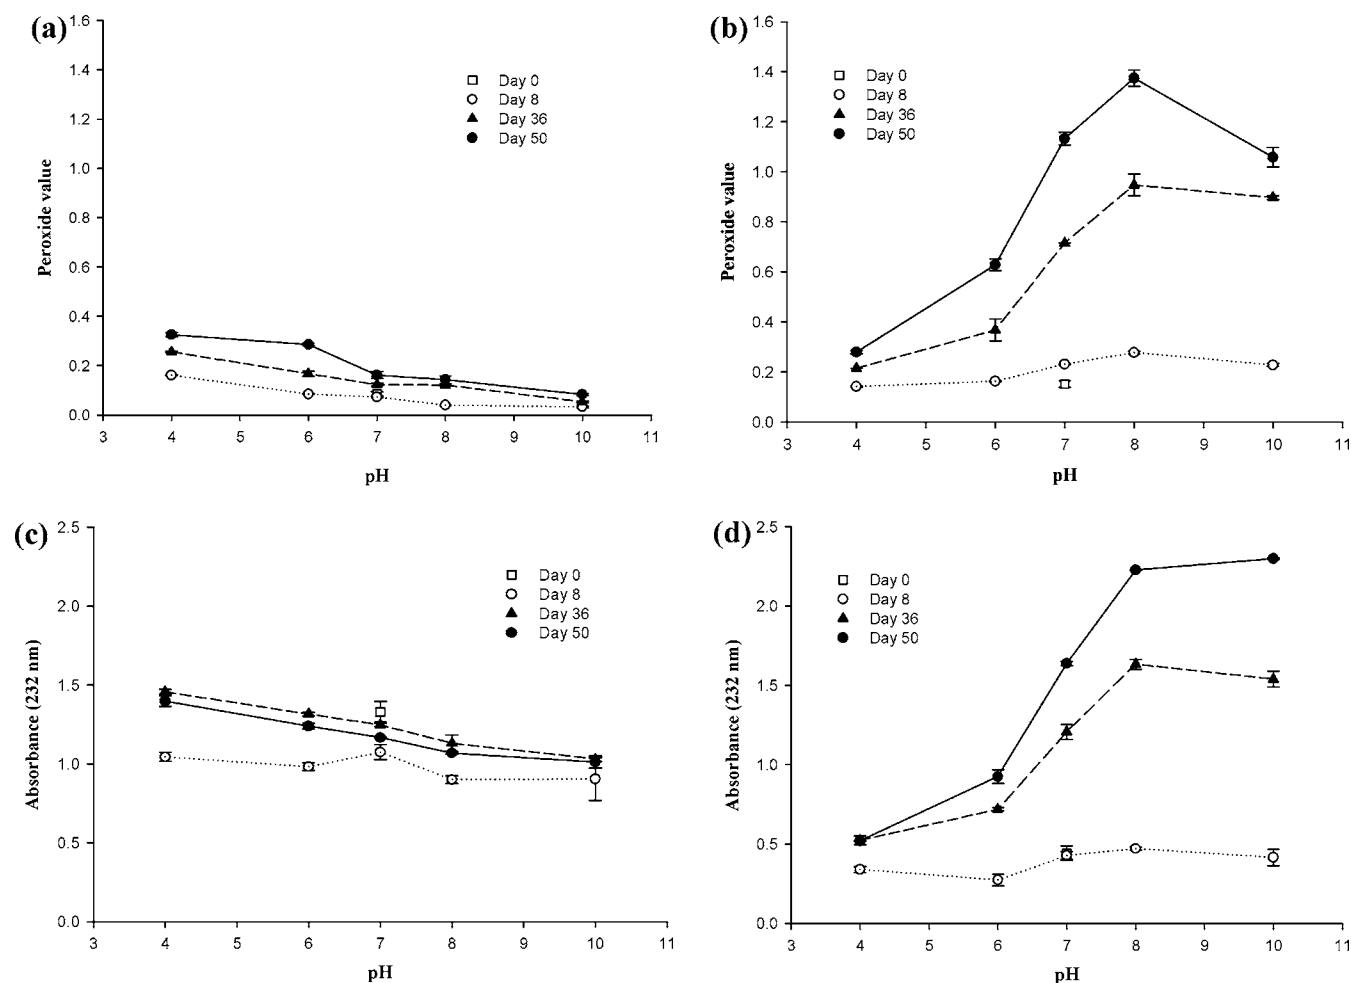 (a)
1.6
1.4
1.2
1.0
0.8
0.6
0.4
0.2
0.0
Peroxide value
Day 0
Day 8
Day 36
Day 50
3 4 5 6 7 8 9 10 11
pH
(b)
1.6
1.4
1.2
1.0
0.8
0.6
0.4
0.2
0.0
Peroxide value
Day 0
Day 8
Day 36
Day 50
3 4 5 6 7 8 9 10 11
pH
(c)
2.5
2.0
1.5
1.0
0.5
0.0
Absorbance (232 nm)
Day 0
Day 8
Day 36
Day 50
3 4 5 6 7 8 9 10 11
pH
(d)
2.5
2.0
1.5
1.0
0.5
0.0
Absorbance (232 nm)
Day 0
Day 8
Day 36
Day 50
3 4 5 6 7 8 9 10 11
pH